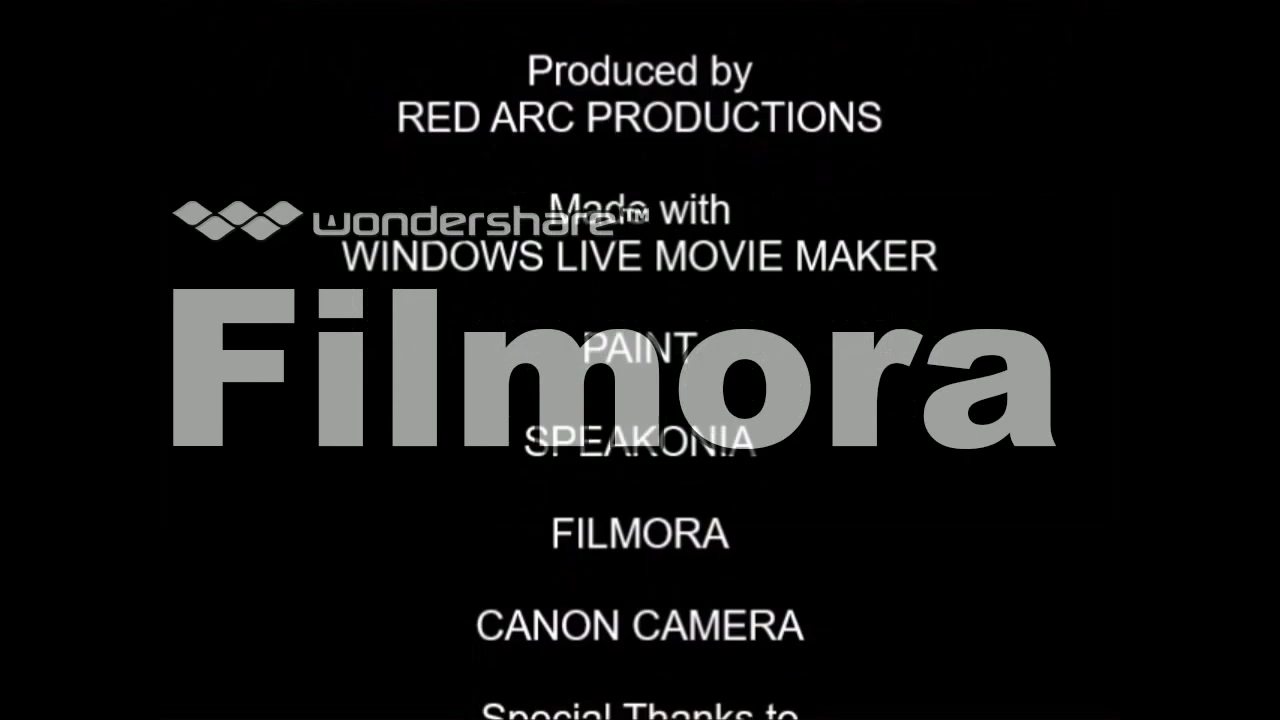 Produced by
RED ARC PRODUCTIONS
Made with
wondershare™
WINDOWS LIVE MOVIE MAKER
Filmora
PAINT
SPEAKONIA
FILMORA
CANON CAMERA
Special Thanks to